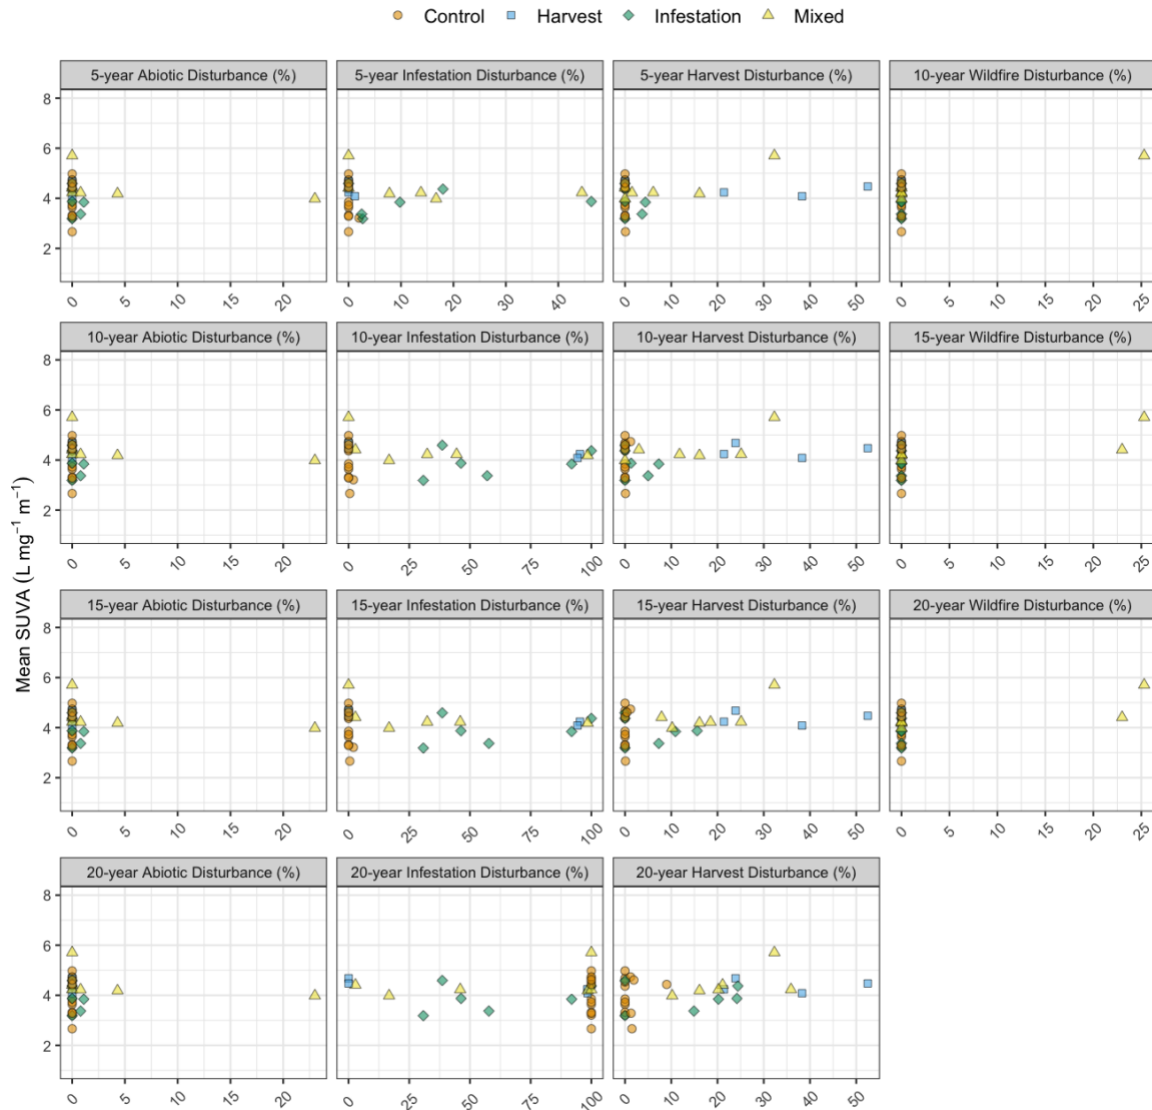 Control Harvest Infestation Mixed
5-year Abiotic Disturbance (%) 5-year Infestation Disturbance (%) 5-year Harvest Disturbance (%) 10-year Wildfire Disturbance (%)
8
6
4
2
0 5 10 15 20 0 10 20 30 40 0 10 20 30 40 50 0 5 10 15 20 25
10-year Abiotic Disturbance (%) 10-year Infestation Disturbance (%) 10-year Harvest Disturbance (%) 15-year Wildfire Disturbance (%)
8
6
4
2
0 5 10 15 20 0 25 50 75 100 0 10 20 30 40 50 0 5 10 15 20 25
Mean SUVA (L mg⁻¹ m⁻¹)
15-year Abiotic Disturbance (%) 15-year Infestation Disturbance (%) 15-year Harvest Disturbance (%) 20-year Wildfire Disturbance (%)
8
6
4
2
0 5 10 15 20 0 25 50 75 100 0 10 20 30 40 50 0 5 10 15 20 25
20-year Abiotic Disturbance (%) 20-year Infestation Disturbance (%) 20-year Harvest Disturbance (%)
8
6
4
2
0 5 10 15 20 0 25 50 75 100 0 10 20 30 40 50